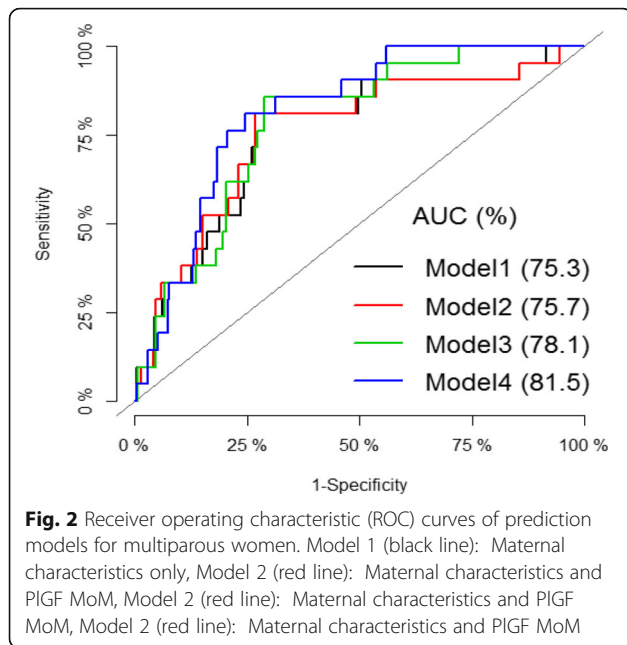 100 %
75 %
50 %
25 %
0 %
Sensitivity
AUC (%)
Model1 (75.3)
Model2 (75.7)
Model3 (78.1)
Model4 (81.5)
0 %
25 %
50 %
75 %
100 %
1-Specificity
Fig. 2 Receiver operating characteristic (ROC) curves of prediction
models for multiparous women. Model 1 (black line): Maternal
characteristics only, Model 2 (red line): Maternal characteristics and
PlGF MoM, Model 2 (red line): Maternal characteristics and PlGF
MoM, Model 2 (red line): Maternal characteristics and PlGF MoM